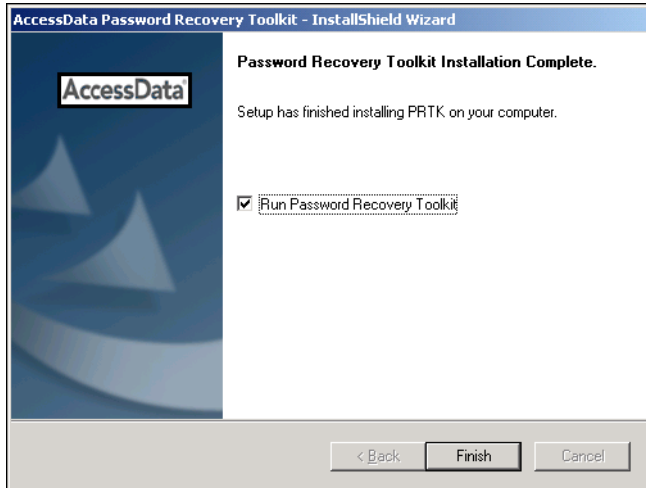 AccessData Password Recovery Toolkit - InstallShield Wizard
AccessData
Password Recovery Toolkit Installation Complete.
Setup has finished installing PRTK on your computer.
Run Password Recovery Toolkit
< Back
Finish
Cancel